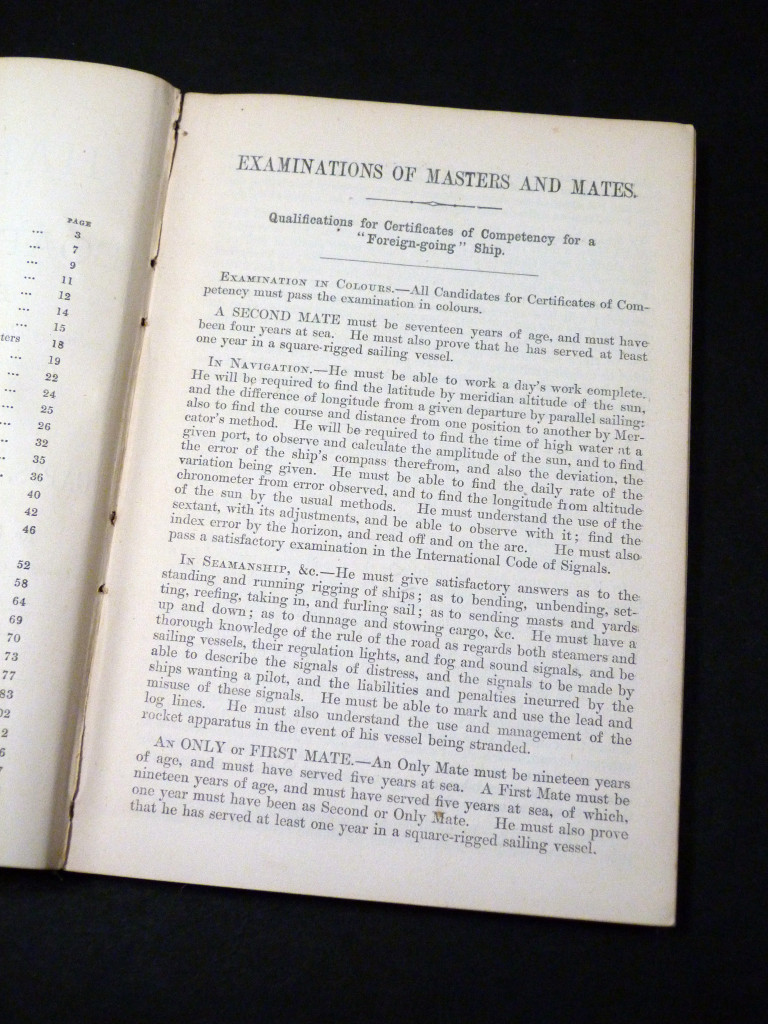 PAGE
... 3
... 7
... 9
... 11
... 12
... 14
... 15
ters 18
... 19
... 22
... 24
... 25
... 26
... 32
... 35
36
40
42
46
52
58
64
69
70
73
77
83
02
2
6
EXAMINATIONS OF MASTERS AND MATES.
Qualifications for Certificates of Competency for a
"Foreign-going" Ship.
EXAMINATION IN COLOURS.—All Candidates for Certificates of Com-
petency must pass the examination in colours.
A SECOND MATE must be seventeen years of age, and must have
been four years at sea. He must also prove that he has served at least
one year in a square-rigged sailing vessel.
IN NAVIGATION.—He must be able to work a day's work complete.
He will be required to find the latitude by meridian altitude of the sun,
and the difference of longitude from a given departure by parallel sailing:
also to find the course and distance from one position to another by Mer-
cator's method. He will be required to find the time of high water at a
given port, to observe and calculate the amplitude of the sun, and to find
the error of the ship's compass therefrom, and also the deviation, the
variation being given. He must be able to find the daily rate of the
chronometer from error observed, and to find the longitude from altitude
of the sun by the usual methods. He must understand the use of the
sextant, with its adjustments, and be able to observe with it; find the
index error by the horizon, and read off and on the arc. He must also
pass a satisfactory examination in the International Code of Signals.
IN SEAMANSHIP, &c.—He must give satisfactory answers as to the
standing and running rigging of ships; as to bending, unbending, set-
ting, reefing, taking in, and furling sail; as to sending masts and yards
up and down; as to dunnage and stowing cargo, &c. He must have a
thorough knowledge of the rule of the road as regards both steamers and
sailing vessels, their regulation lights, and fog and sound signals, and be
able to describe the signals of distress, and the signals to be made by
ships wanting a pilot, and the liabilities and penalties incurred by the
misuse of these signals. He must be able to mark and use the lead and
log lines. He must also understand the use and management of the
rocket apparatus in the event of his vessel being stranded.
AN ONLY or FIRST MATE.—An Only Mate must be nineteen years
of age, and must have served five years at sea. A First Mate must be
nineteen years of age, and must have served five years at sea, of which,
one year must have been as Second or Only Mate. He must also prove
that he has served at least one year in a square-rigged sailing vessel.